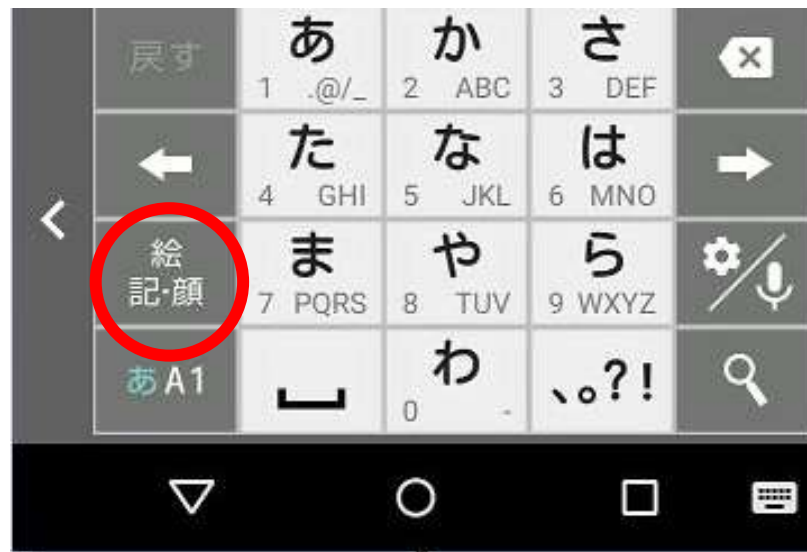 戻す
あ
1 .@/_
か
2 ABC
さ
3 DEF
た
4 GHI
な
5 JKL
は
6 MNO
絵
記・顔
ま
7 PQRS
や
8 TUV
ら
9 WXYZ
あA1
わ
0 -
、。?!